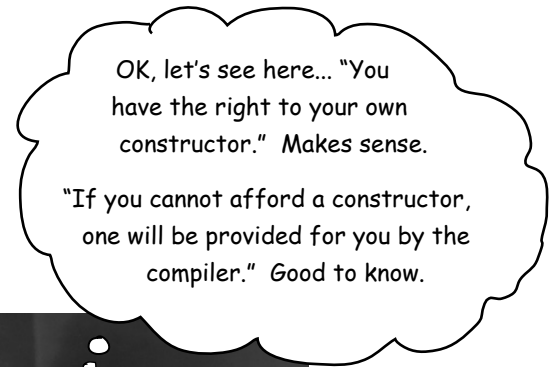 OK, let's see here... “You
have the right to your own
constructor.” Makes sense.
“If you cannot afford a constructor,
one will be provided for you by the
compiler.” Good to know.